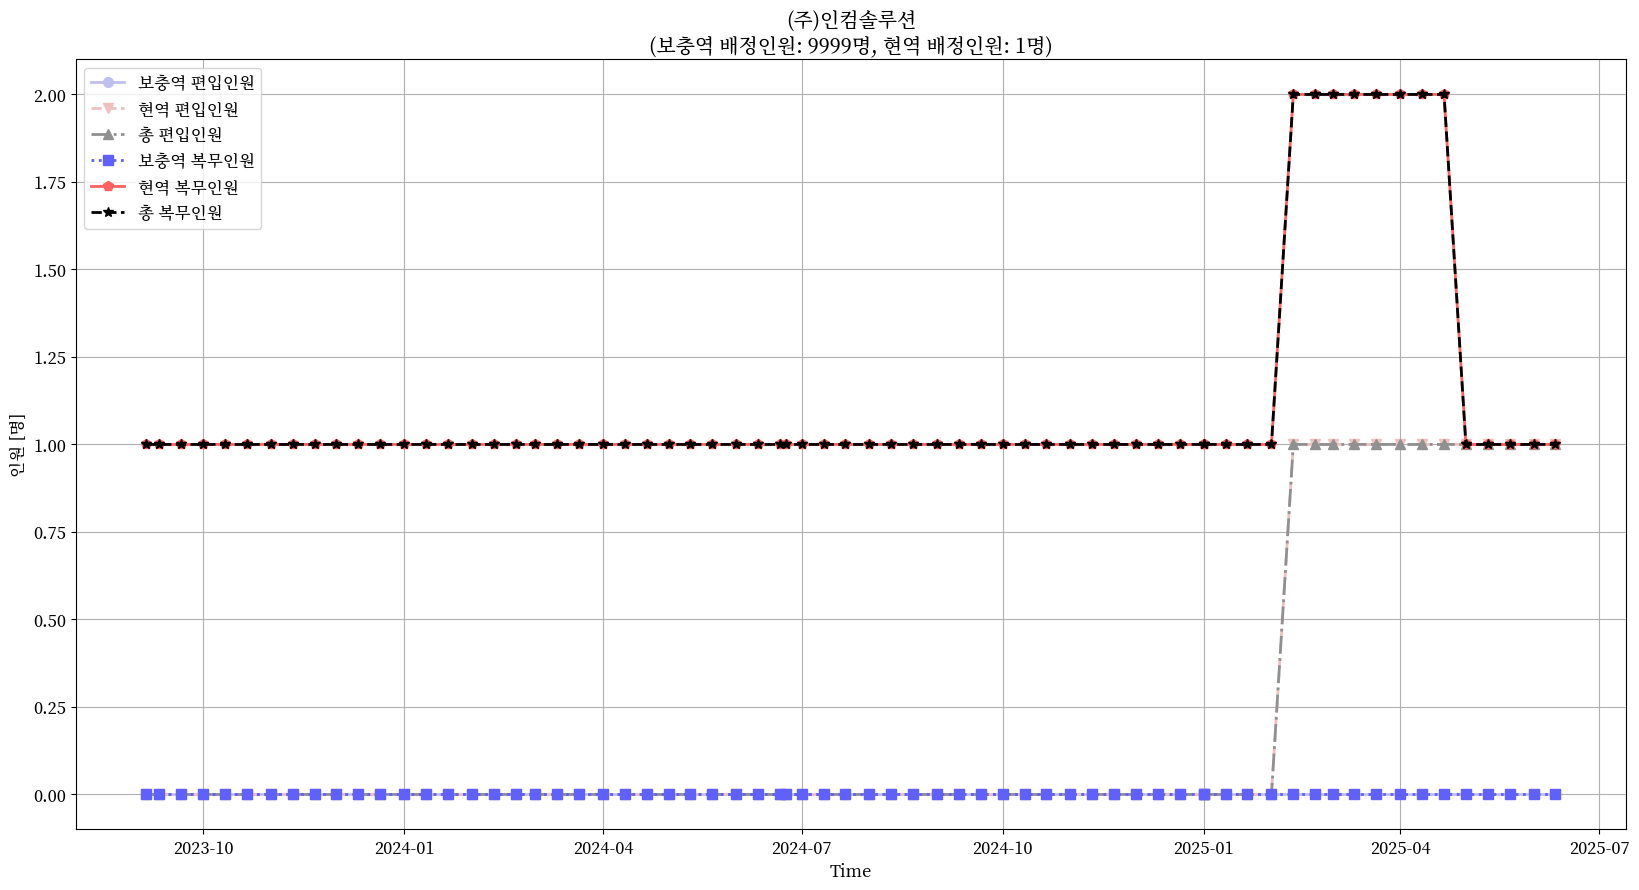 (주)인컴솔루션
(보충역 배정인원: 9999명, 현역 배정인원: 1명)
보충역 편입인원
현역 편입인원
총 편입인원
보충역 복무인원
현역 복무인원
총 복무인원
인원 [명]
2.00
1.75
1.50
1.25
1.00
0.75
0.50
0.25
0.00
2023-10
2024-01
2024-04
2024-07
2024-10
2025-01
2025-04
2025-07
Time